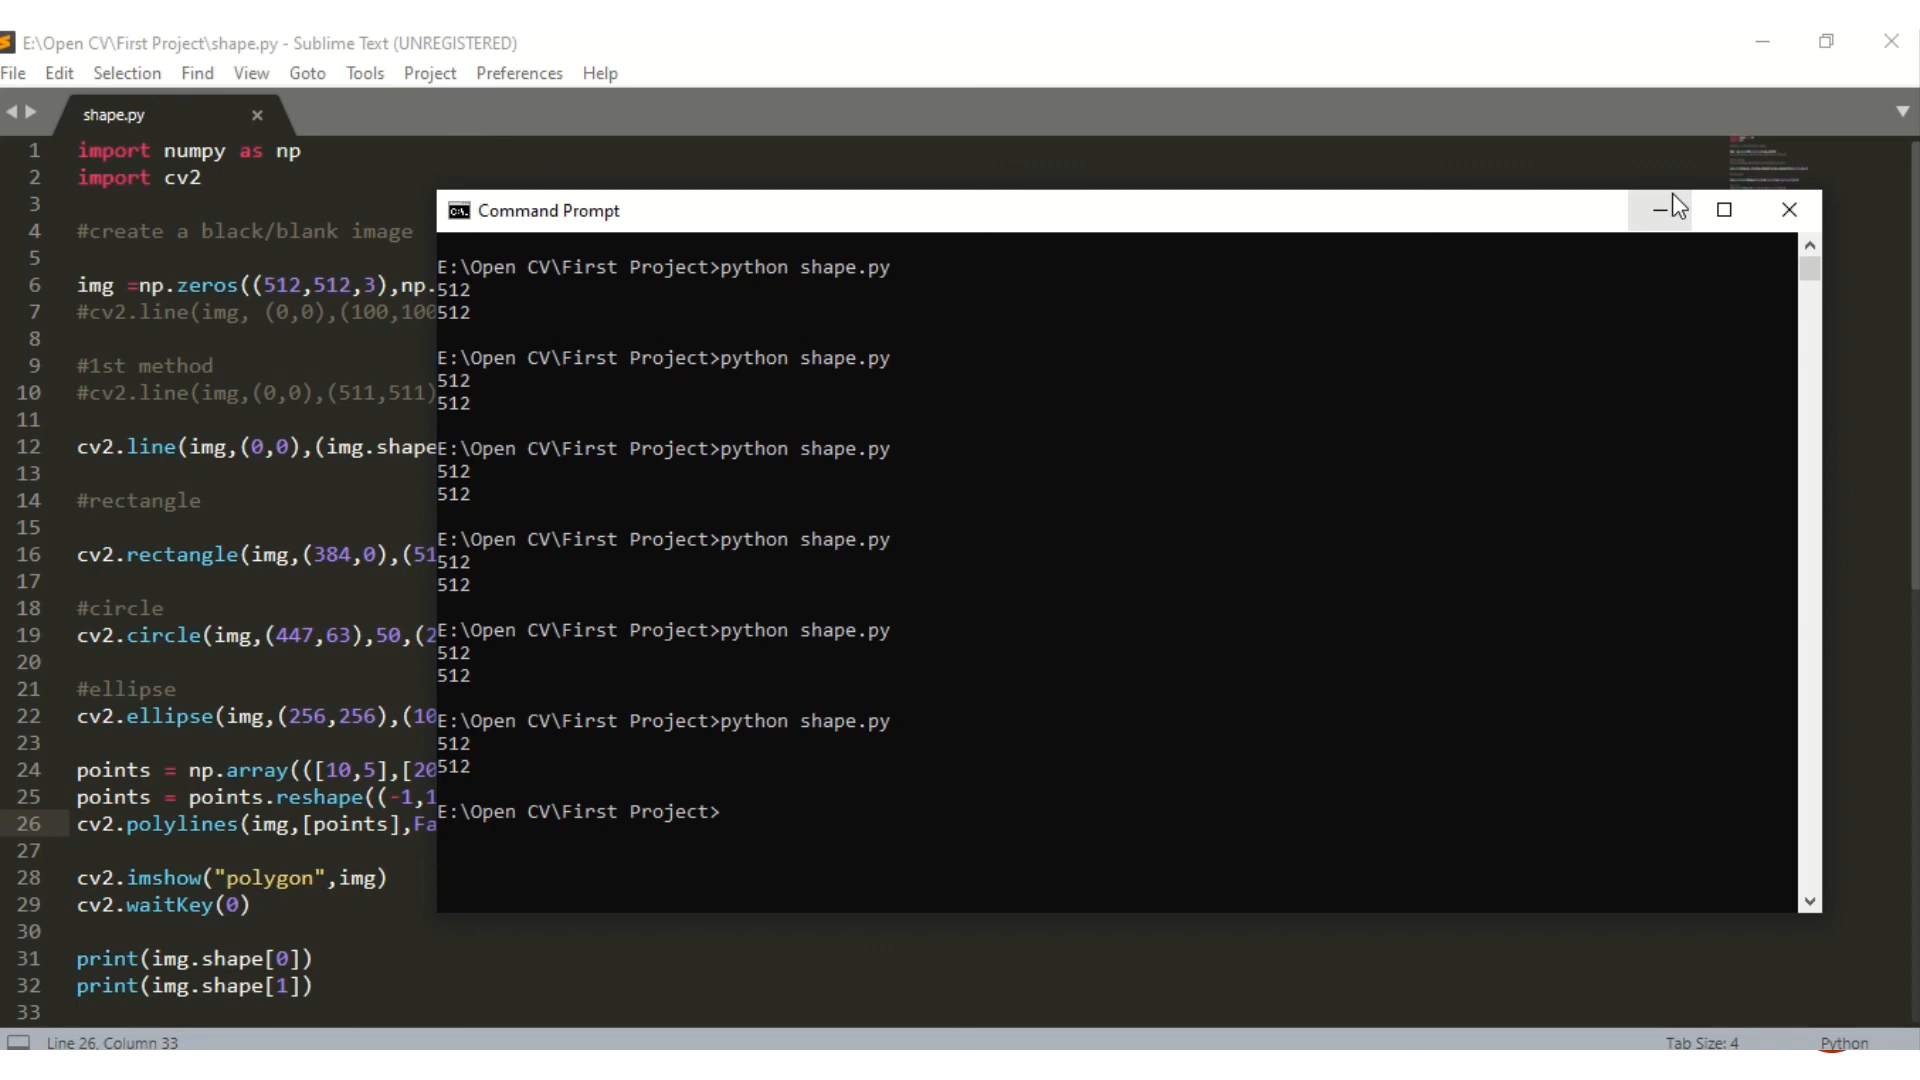 E:\Open CV\First Project\shape.py - Sublime Text (UNREGISTERED)
File Edit Selection Find View Goto Tools Project Preferences Help
shape.py
1 import numpy as np
2 import cv2
3
4 #create a black/blank image
5
6 img =np.zeros((512,512,3),np.
7 #cv2.line(img, (0,0),(100,100
8
9 #1st method
10 #cv2.line(img,(0,0),(511,511)
11
12 cv2.line(img,(0,0),(img.shape
13
14 #rectangle
15
16 cv2.rectangle(img,(384,0),(51
17
18 #circle
19 cv2.circle(img,(447,63),50,(2
20
21 #ellipse
22 cv2.ellipse(img,(256,256),(10
23
24 points = np.array(([10,5],[20
25 points = points.reshape((-1,1
26 cv2.polylines(img,[points],Fa
27
28 cv2.imshow("polygon",img)
29 cv2.waitKey(0)
30
31 print(img.shape[0])
32 print(img.shape[1])
33
Command Prompt
E:\Open CV\First Project>python shape.py
512
512
E:\Open CV\First Project>python shape.py
512
512
E:\Open CV\First Project>python shape.py
512
512
E:\Open CV\First Project>python shape.py
512
512
E:\Open CV\First Project>python shape.py
512
512
E:\Open CV\First Project>python shape.py
512
512
E:\Open CV\First Project>
Line 26, Column 33
Tab Size: 4
Python